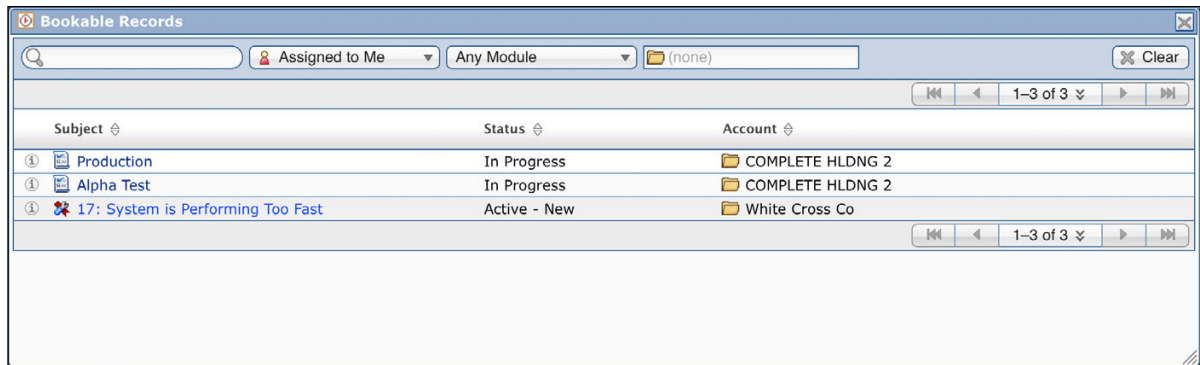 Bookable Records
Assigned to Me Any Module (none) Clear
1–3 of 3
Subject Status Account
Production In Progress COMPLETE HLDNG 2
Alpha Test In Progress COMPLETE HLDNG 2
17: System is Performing Too Fast Active - New White Cross Co
1–3 of 3